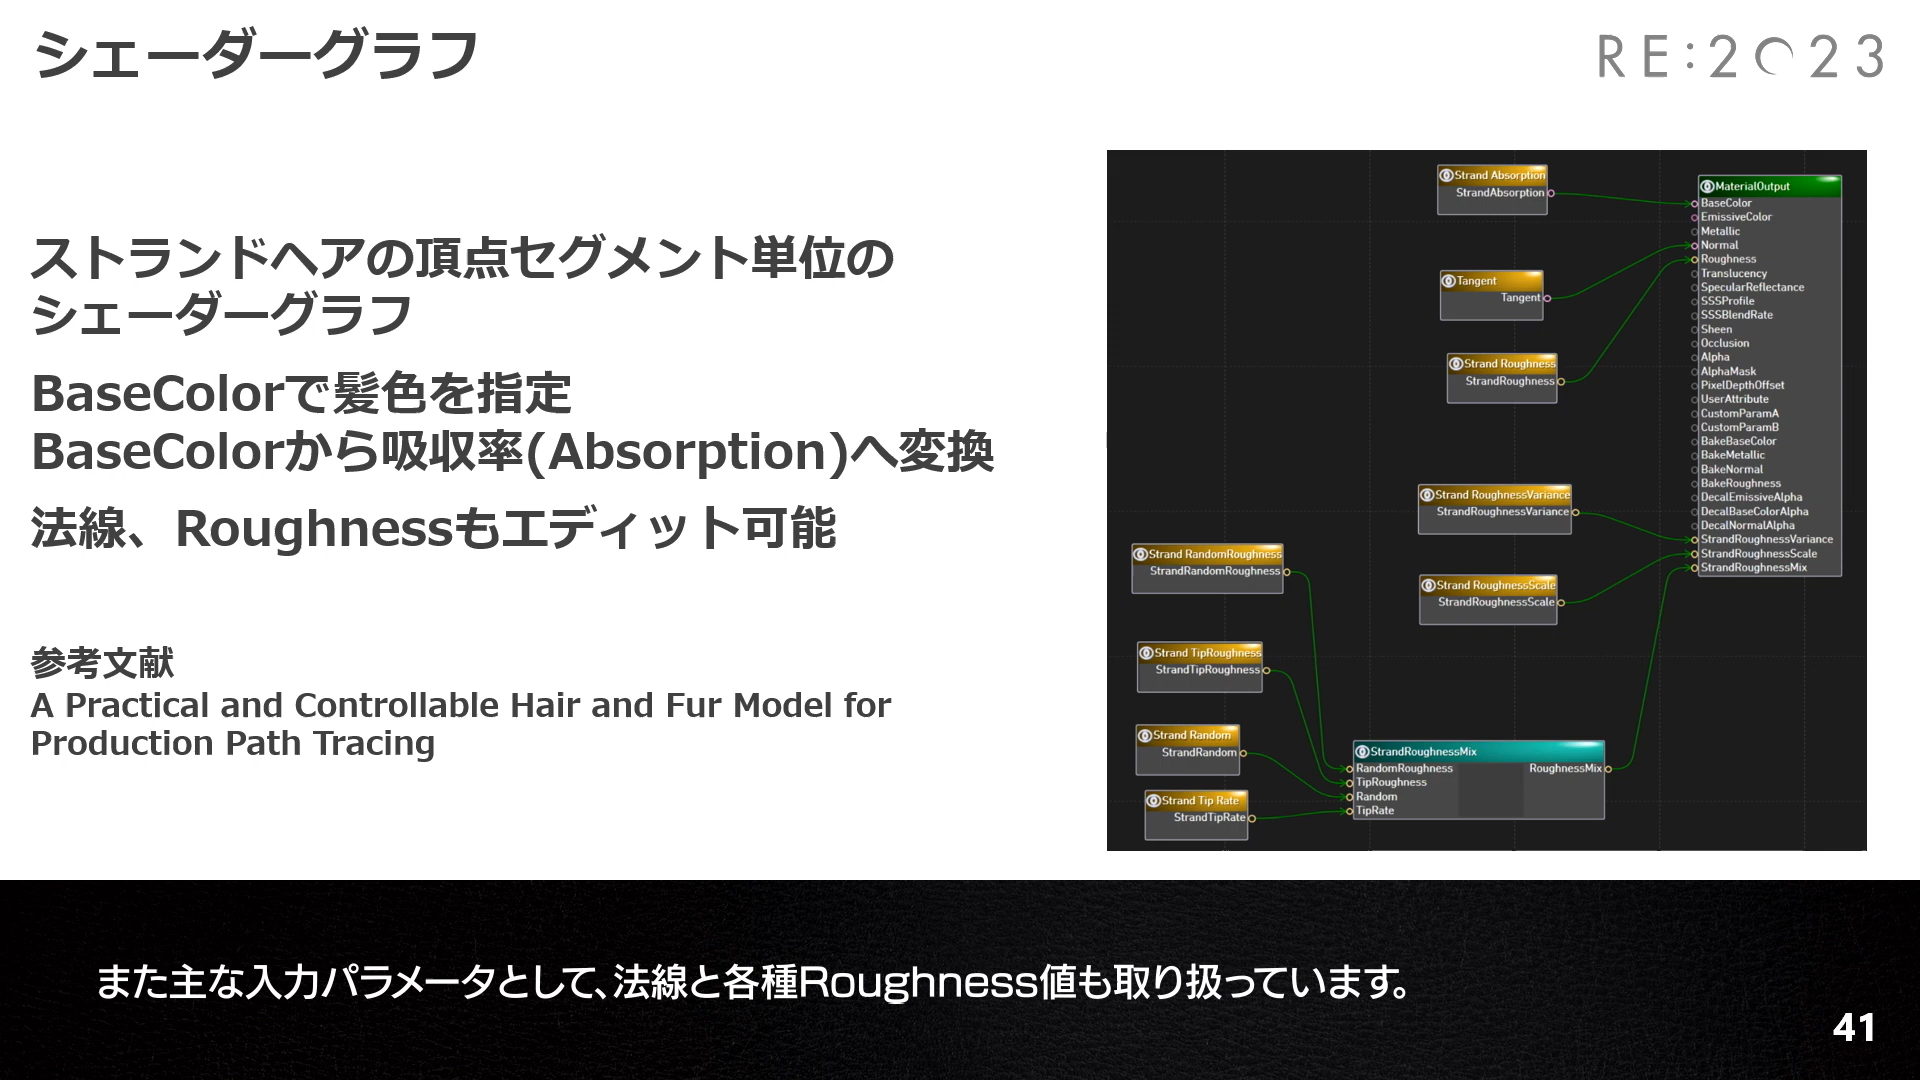 シェーダーグラフ
RE:2023
ストランドヘアの頂点セグメント単位の
シェーダーグラフ
BaseColorで髪色を指定
BaseColorから吸収率(Absorption)へ変換
法線、Roughnessもエディット可能
参考文献
A Practical and Controllable Hair and Fur Model for
Production Path Tracing
Strand Absorption
StrandAbsorption
Tangent
Tangent
Strand Roughness
StrandRoughness
Strand RoughnessVariance
StrandRoughnessVariance
Strand RoughnessScale
StrandRoughnessScale
Strand RandomRoughness
StrandRandomRoughness
Strand TipRoughness
StrandTipRoughness
Strand Random
StrandRandom
Strand Tip Rate
StrandTipRate
StrandRoughnessMix
RandomRoughness
RoughnessMix
TipRoughness
Random
TipRate
MaterialOutput
BaseColor
EmissiveColor
Metallic
Normal
Roughness
Translucency
SpecularReflectance
SSSProfile
SSSBlendRate
Sheen
Occlusion
Alpha
AlphaMask
PixelDepthOffset
UserAttribute
CustomParamA
CustomParamB
BakeBaseColor
BakeMetallic
BakeNormal
BakeRoughness
DecalEmissiveAlpha
DecalBaseColorAlpha
DecalNormalAlpha
StrandRoughnessVariance
StrandRoughnessScale
StrandRoughnessMix
また主な入力パラメータとして、法線と各種Roughness値も取り扱っています。
41